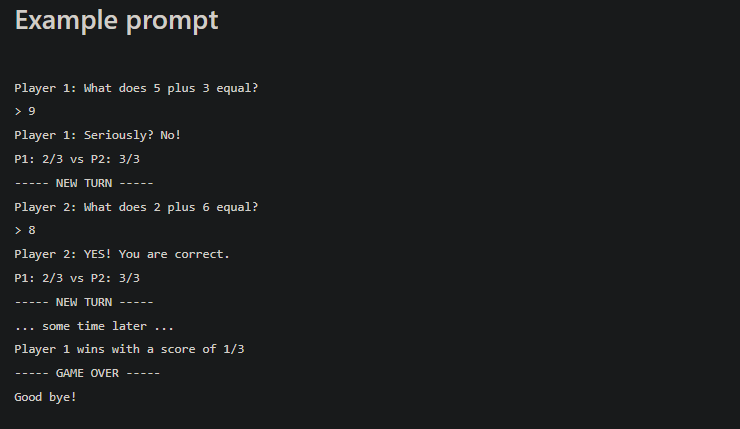 Example prompt
Player 1: What does 5 plus 3 equal?
> 9
Player 1: Seriously? No!
P1: 2/3 vs P2: 3/3
----- NEW TURN -----
Player 2: What does 2 plus 6 equal?
> 8
Player 2: YES! You are correct.
P1: 2/3 vs P2: 3/3
----- NEW TURN -----
... some time later ...
Player 1 wins with a score of 1/3
----- GAME OVER -----
Good bye!